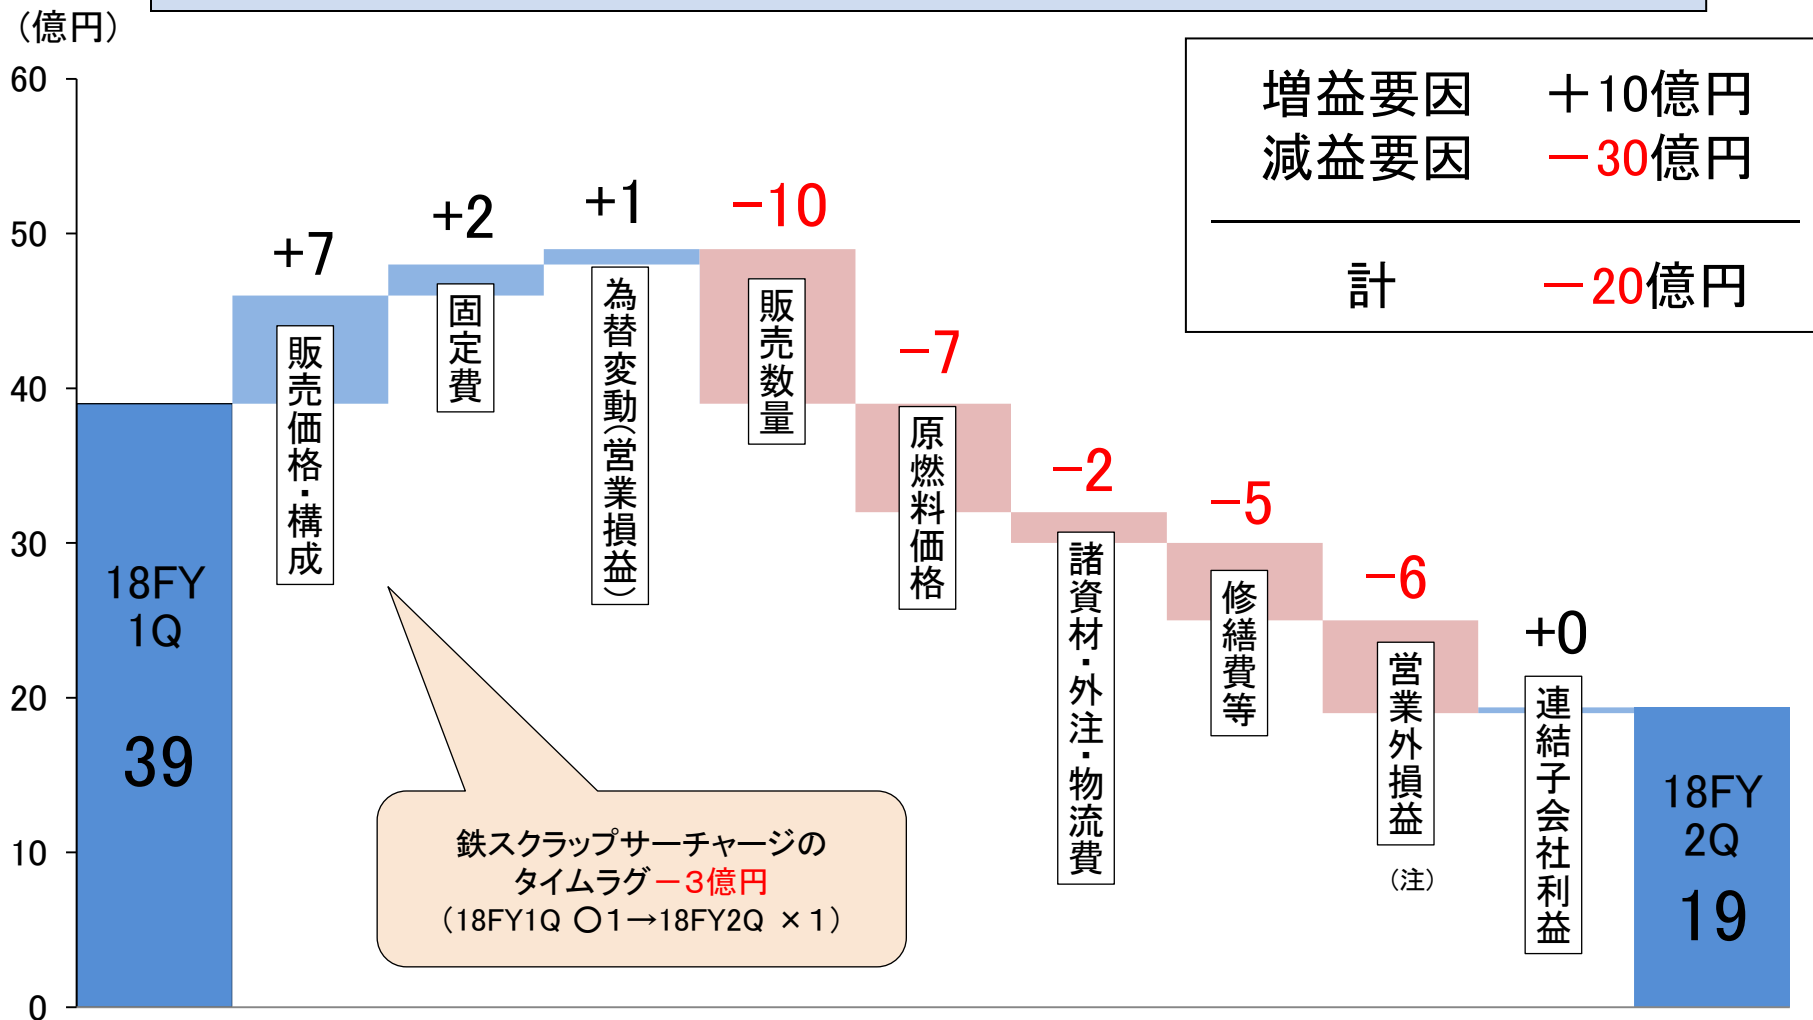 （億円）
60
50
40
30
20
10
0
増益要因 ＋10億円
減益要因 －30億円
計 －20億円
18FY
1Q
39
+7
販売価格・構成
+2
固定費
+1
為替変動(営業損益)
－10
販売数量
－7
原燃料価格
－2
諸資材・外注・物流費
－5
修繕費等
－6
営業外損益
（注）
+0
連結子会社利益
18FY
2Q
19
鉄スクラップサーチャージの
タイムラグ－３億円
（18FY1Q 〇１→18FY2Q ×１）